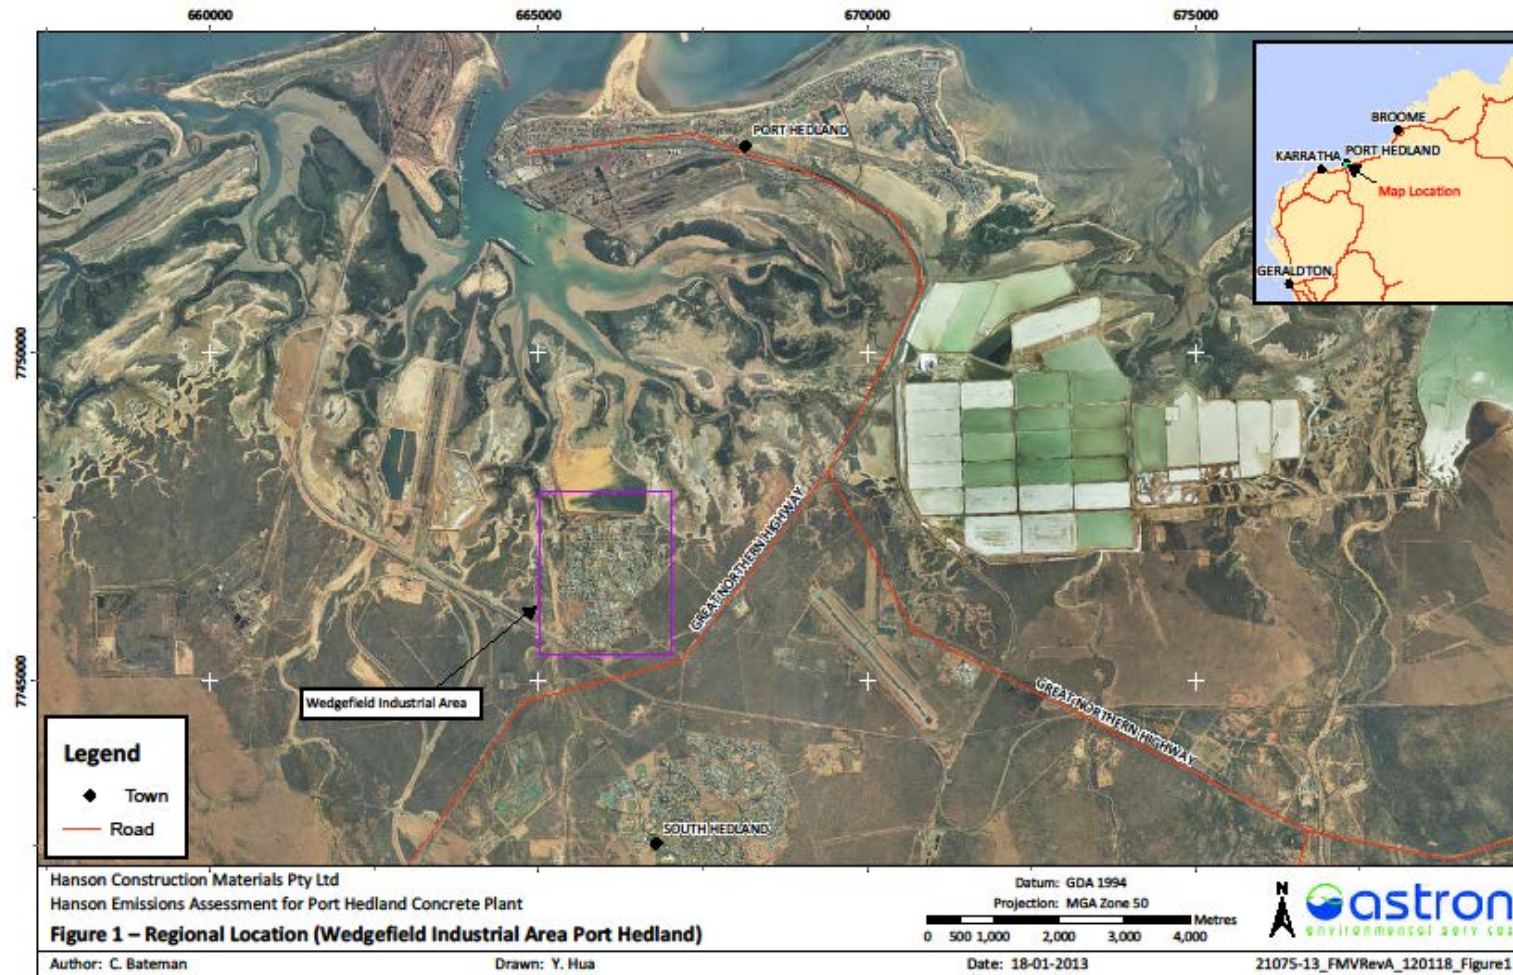 660000
665000
670000
675000
BROOME
PORT HEDLAND
KARRATHA
PORT HEDLAND
Map Location
GERALDTON
7750000
GREAT NORTHERN HIGHWAY
7745000
Wedgefield Industrial Area
GREAT NORTHERN HIGHWAY
Legend
Town
Road
SOUTH HEDLAND
Hanson Construction Materials Pty Ltd
Hanson Emissions Assessment for Port Hedland Concrete Plant
Figure 1 – Regional Location (Wedgefield Industrial Area Port Hedland)
Datum: GDA 1994
Projection: MGA Zone 50
Metres
0 500 1,000 2,000 3,000 4,000
N
astron
environmental services
Author: C. Bateman
Drawn: Y. Hua
Date: 18-01-2013
21075-13_FMVRevA_120118_Figure1